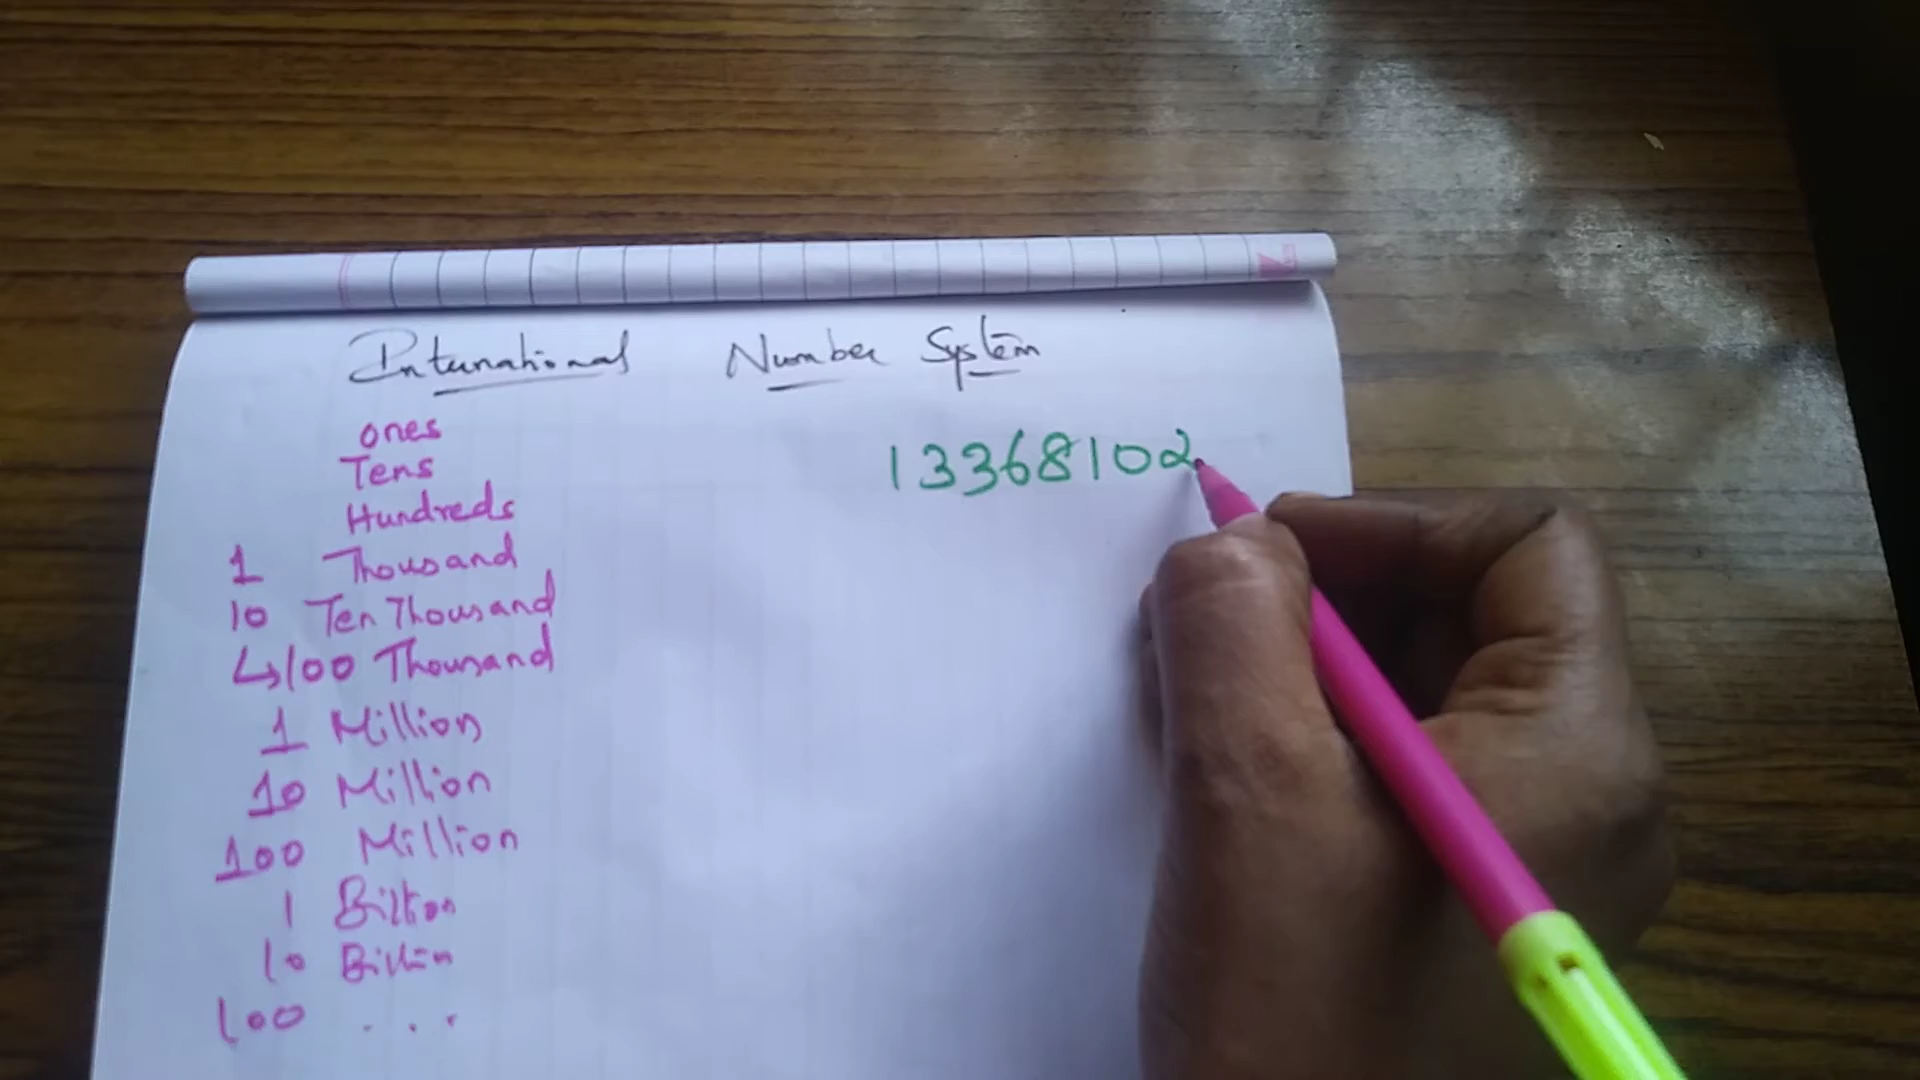 International Number System
ones
13368102
Tens
Hundreds
1 Thousand
10 Ten Thousand
↳100 Thousand
1 Million
10 Million
100 Million
1 Billion
10 Billion
100 ...